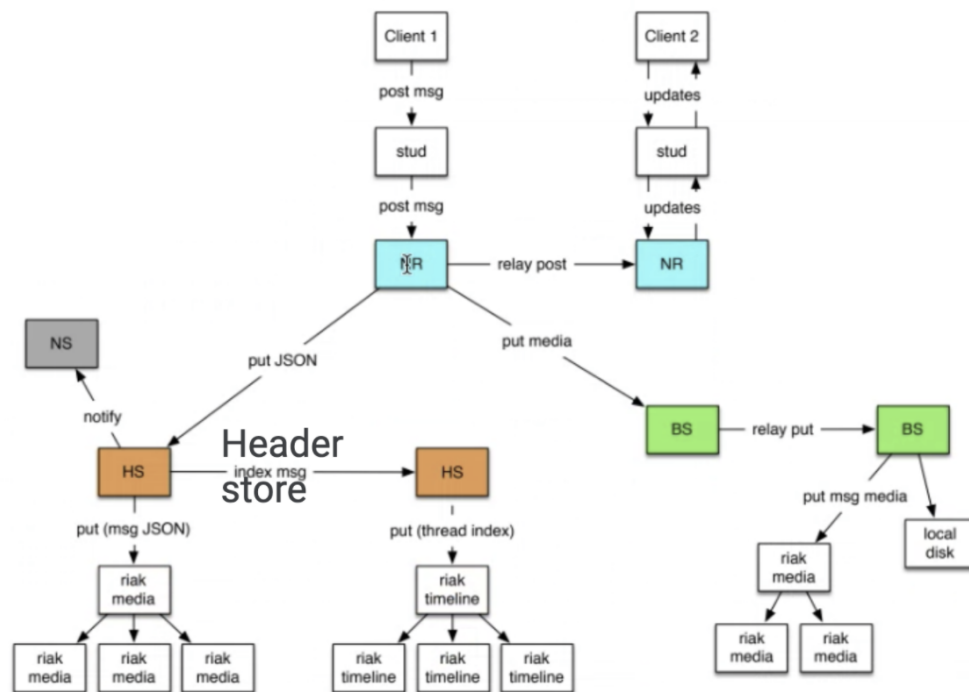 Client 1
Client 2
post msg
updates
stud
stud
post msg
updates
NR
relay post
NR
NS
put JSON
put media
notify
BS
relay put
BS
Header
store
HS
index msg
HS
put (msg JSON)
put (thread index)
put msg media
local
disk
riak
media
riak
timeline
riak
media
riak
media
riak
media
riak
media
riak
timeline
riak
timeline
riak
timeline
riak
media
riak
media